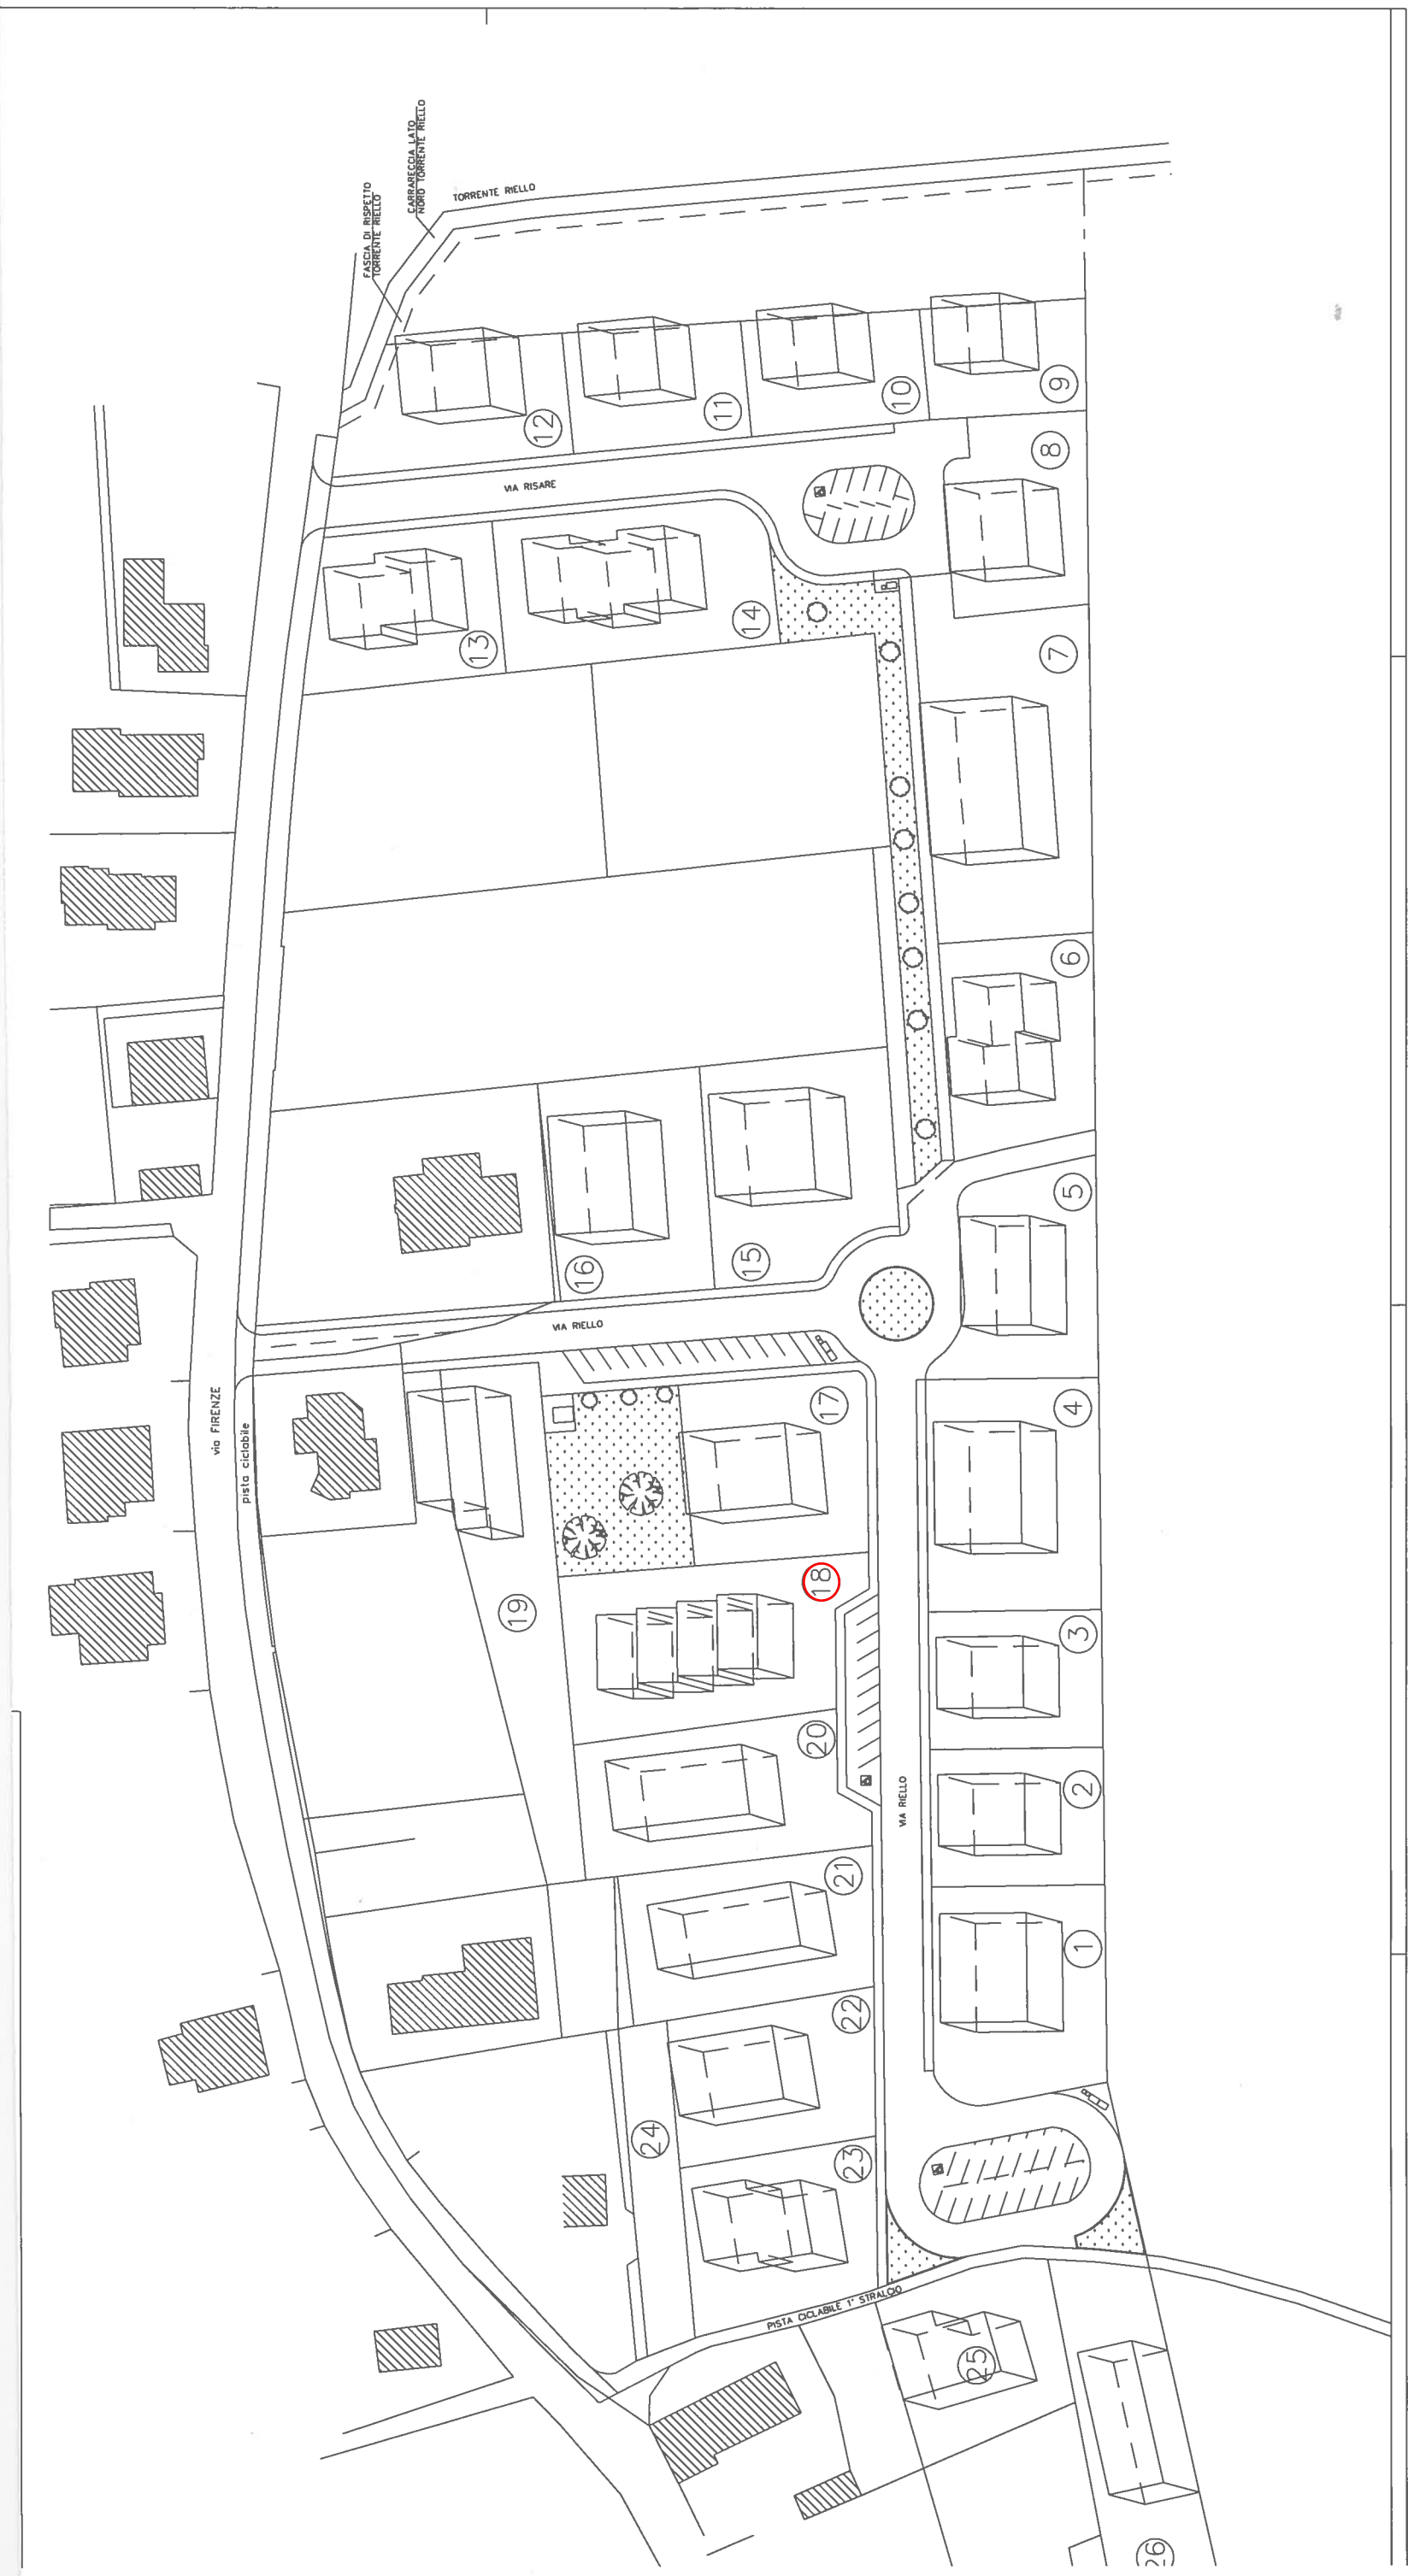 CARRARECCIA LATO
NORD TORRENTE RIELLO
FASCIA DI RISPETTO
TORRENTE RIELLO
TORRENTE RIELLO
12
11
10
9
8
VIA RISARE
13
14
7
6
5
16
15
VIA RIELLO
via FIRENZE
pista ciclabile
17
4
18
19
3
20
2
VIA RIELLO
21
1
22
24
23
PISTA CICLABILE 1° STRALCIO
25
26